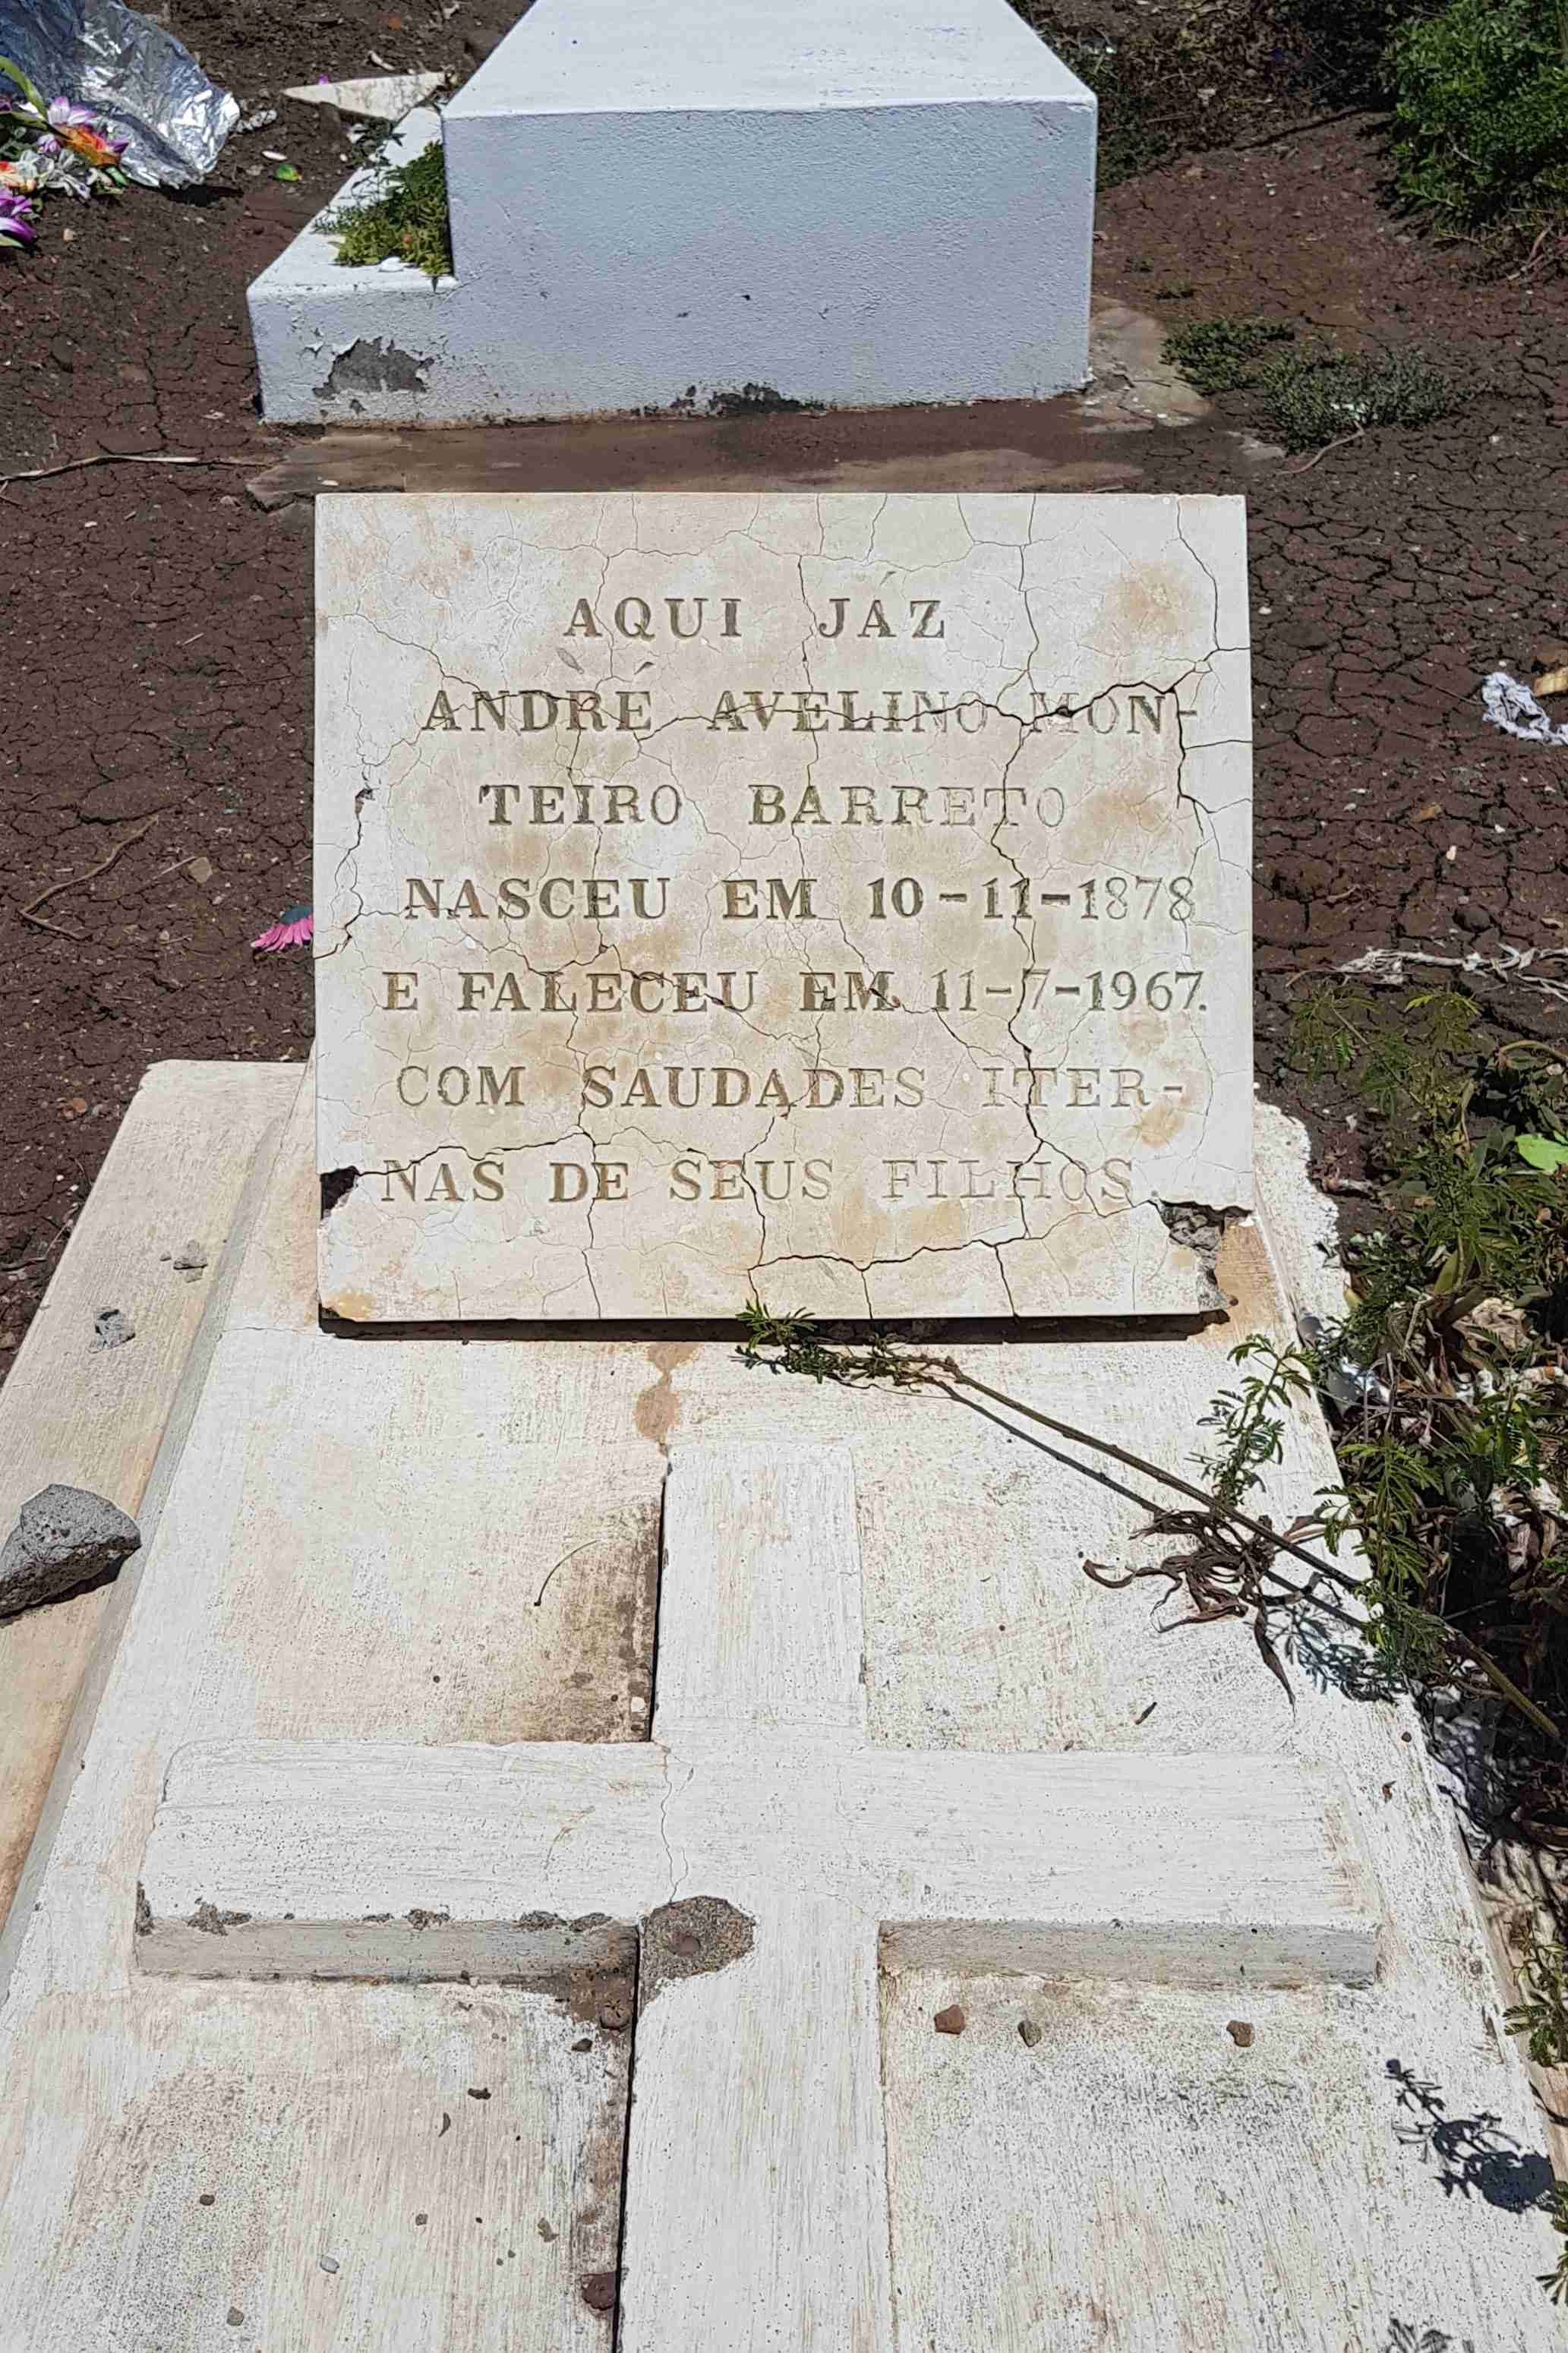 AQUI JAZ
ANDRÉ AVELINO MON-
TEIRO BARRETO
NASCEU EM 10-11-1878
E FALECEU EM 11-7-1967.
COM SAUDADES ITER-
NAS DE SEUS FILHOS